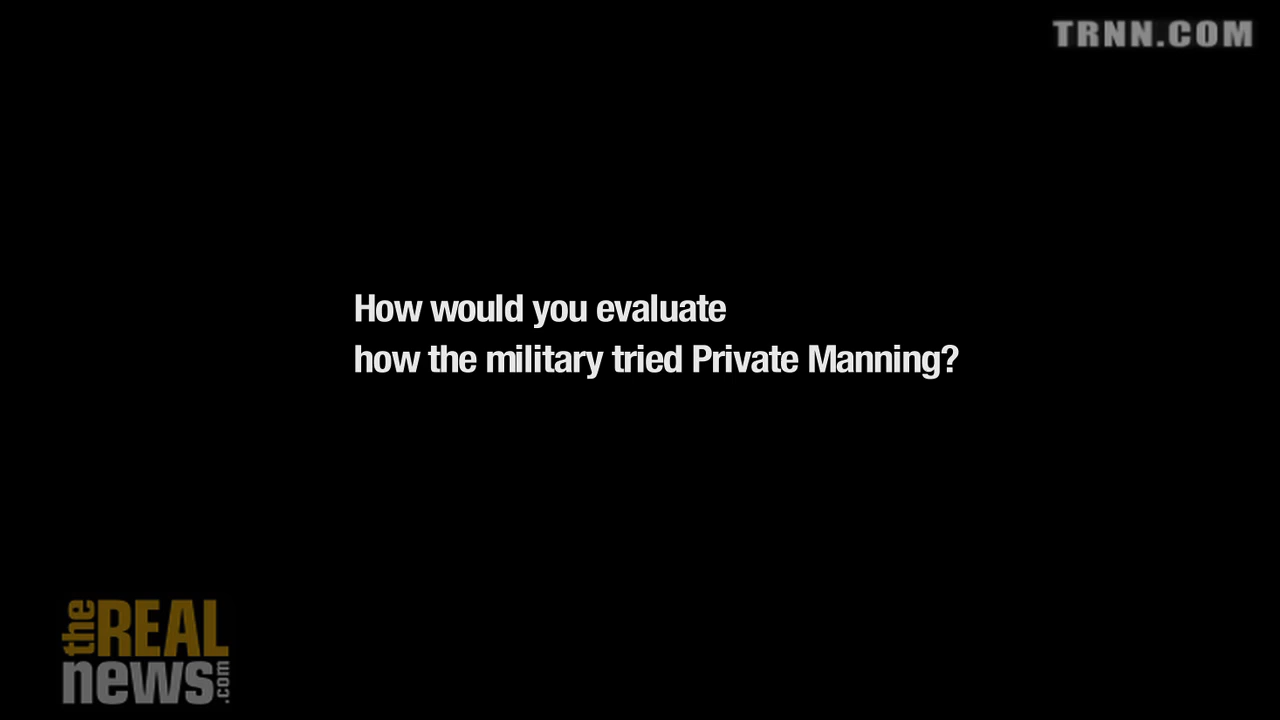 TRNN.COM
How would you evaluate
how the military tried Private Manning?
the REAL
news.com